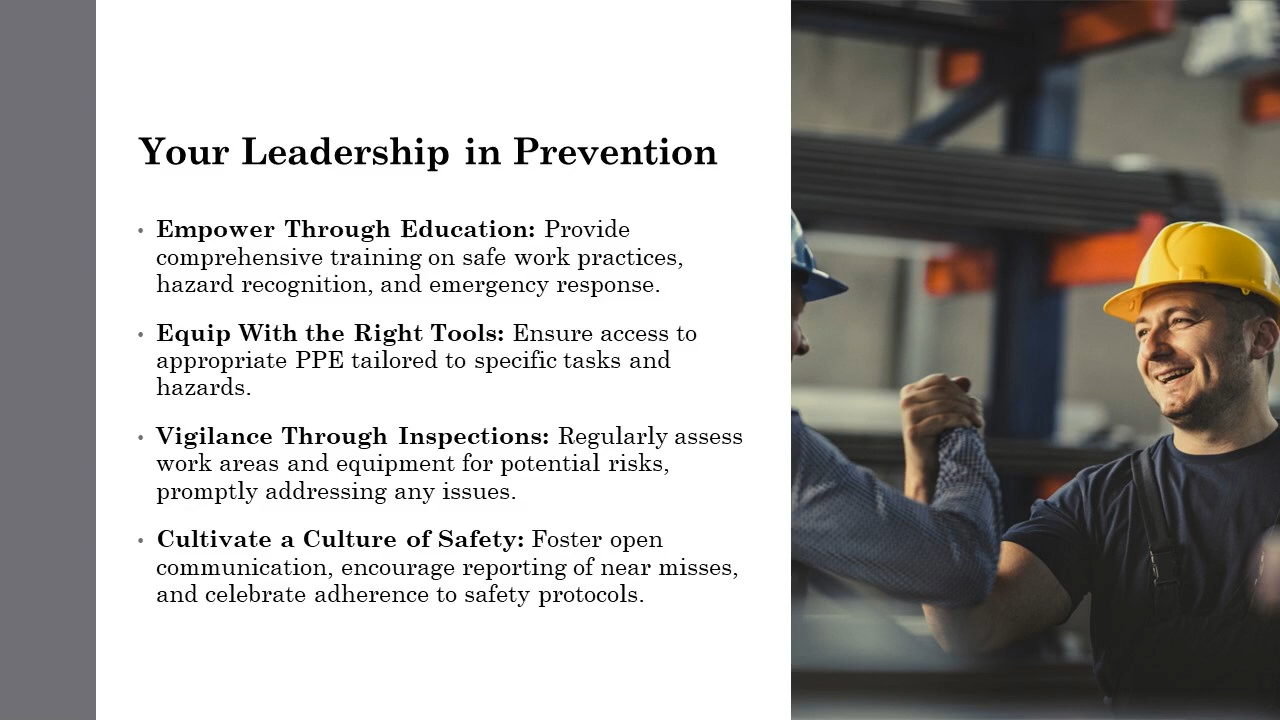 Your Leadership in Prevention
• Empower Through Education: Provide
comprehensive training on safe work practices,
hazard recognition, and emergency response.
• Equip With the Right Tools: Ensure access to
appropriate PPE tailored to specific tasks and
hazards.
• Vigilance Through Inspections: Regularly assess
work areas and equipment for potential risks,
promptly addressing any issues.
• Cultivate a Culture of Safety: Foster open
communication, encourage reporting of near misses,
and celebrate adherence to safety protocols.